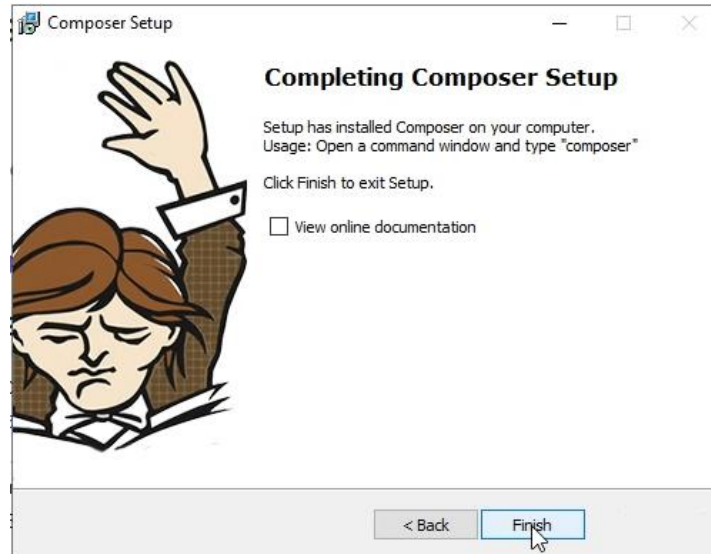 Composer Setup
Completing Composer Setup
Setup has installed Composer on your computer.
Usage: Open a command window and type "composer"
Click Finish to exit Setup.
View online documentation
< Back
Finish